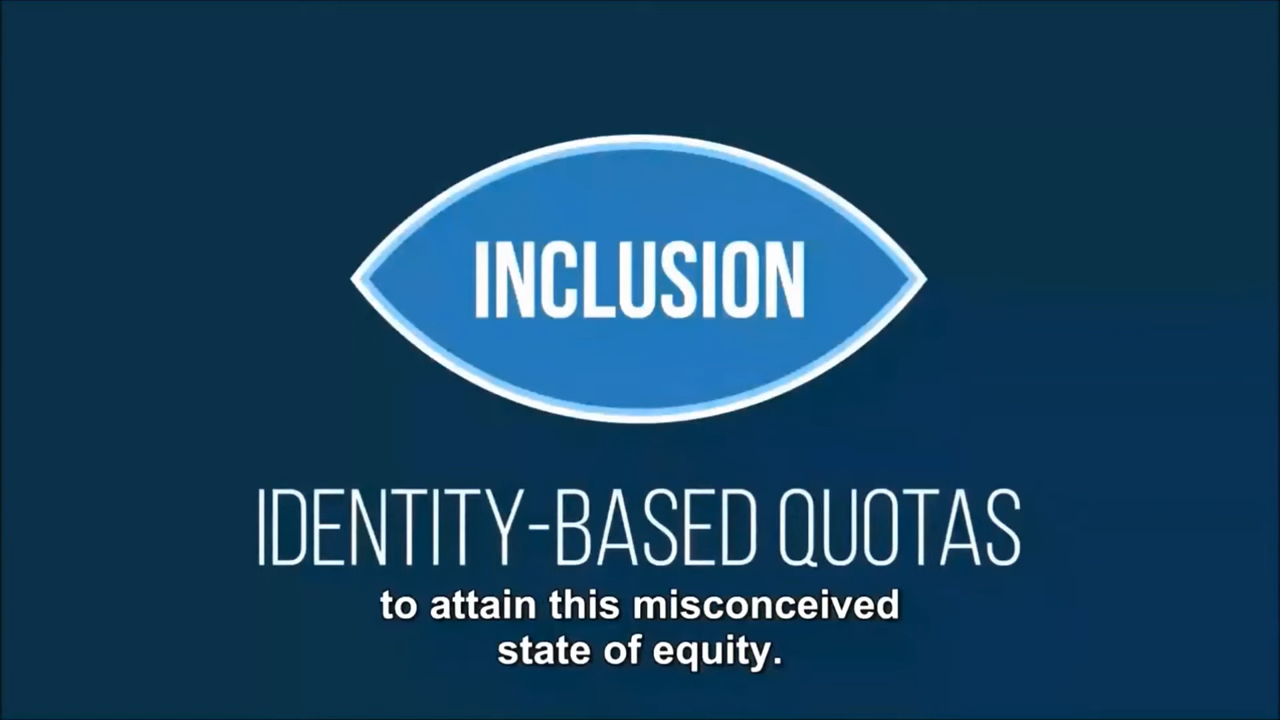 INCLUSION
IDENTITY-BASED QUOTAS
to attain this misconceived
state of equity.